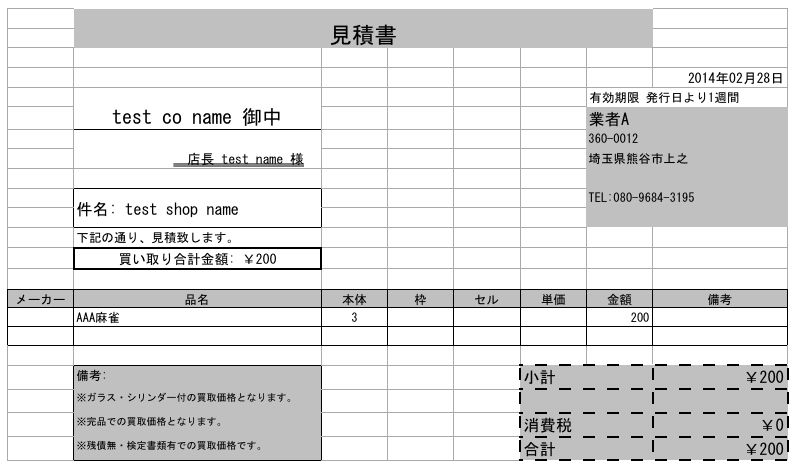 見積書
2014年02月28日
有効期限 発行日より1週間
test co name 御中
業者A
360-0012
店長 test name 様
埼玉県熊谷市上之
TEL:080-9684-3195
件名: test shop name
下記の通り、見積致します。
買い取り合計金額: ¥200
メーカー 品名 本体 枠 セル 単価 金額 備考
AAA麻雀 3 200
備考:
※ガラス・シリンダー付の買取価格となります。
※完品での買取価格となります。
※残債無・検定書類有での買取価格です。
小計 ¥200
消費税 ¥0
合計 ¥200